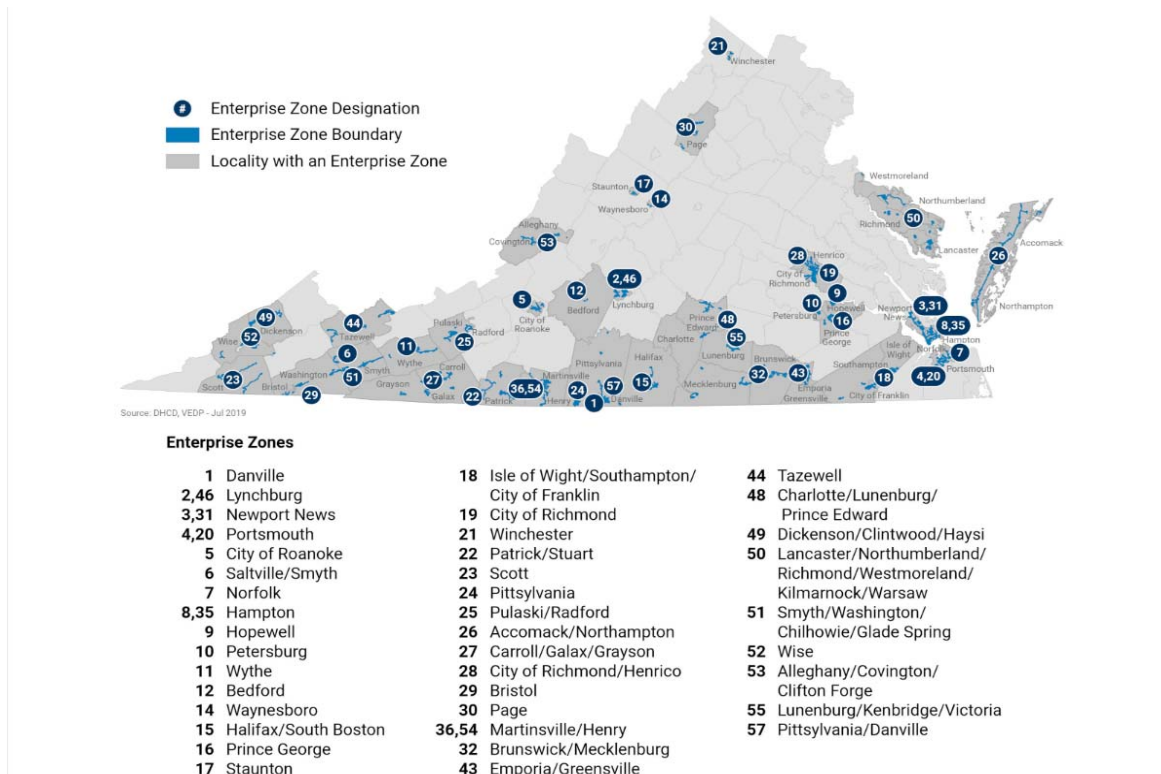 21
Winchester
# Enterprise Zone Designation
Enterprise Zone Boundary
Locality with an Enterprise Zone
30
Page
Staunton
17
Waynesboro
14
Westmoreland
Northumberland
Richmond
50
Lancaster
Accomack
26
Northampton
Alleghany
Covington
53
28
Henrico
City of
Richmond
19
9
10
Hopewell
Petersburg
16
Prince
George
Newport
News
3,31
8,35
Hampton
Norfolk
7
Portsmouth
4,20
Isle of
Wight
Southampton
18
City of Franklin
5
City of
Roanoke
12
Bedford
2,46
Lynchburg
49
Dickenson
52
Wise
44
Tazewell
6
Pulaski
Radford
25
11
Wythe
Carroll
Washington
Smyth
51
Grayson
27
Galax
23
Scott
Bristol
29
22
Patrick
36,54
Martinsville
Henry
24
1
57
Danville
Pittsylvania
Halifax
15
Prince
Edward
48
Charlotte
55
Lunenburg
Brunswick
Mecklenburg
32
43
Emporia
Greensville
Source: DHCD, VEDP - Jul 2019
Enterprise Zones
1 Danville
2,46 Lynchburg
3,31 Newport News
4,20 Portsmouth
5 City of Roanoke
6 Saltville/Smyth
7 Norfolk
8,35 Hampton
9 Hopewell
10 Petersburg
11 Wythe
12 Bedford
14 Waynesboro
15 Halifax/South Boston
16 Prince George
17 Staunton
18 Isle of Wight/Southampton/
City of Franklin
19 City of Richmond
21 Winchester
22 Patrick/Stuart
23 Scott
24 Pittsylvania
25 Pulaski/Radford
26 Accomack/Northampton
27 Carroll/Galax/Grayson
28 City of Richmond/Henrico
29 Bristol
30 Page
36,54 Martinsville/Henry
32 Brunswick/Mecklenburg
43 Emporia/Greensville
44 Tazewell
48 Charlotte/Lunenburg/
Prince Edward
49 Dickenson/Clintwood/Haysi
50 Lancaster/Northumberland/
Richmond/Westmoreland/
Kilmarnock/Warsaw
51 Smyth/Washington/
Chilhowie/Glade Spring
52 Wise
53 Alleghany/Covington/
Clifton Forge
55 Lunenburg/Kenbridge/Victoria
57 Pittsylvania/Danville